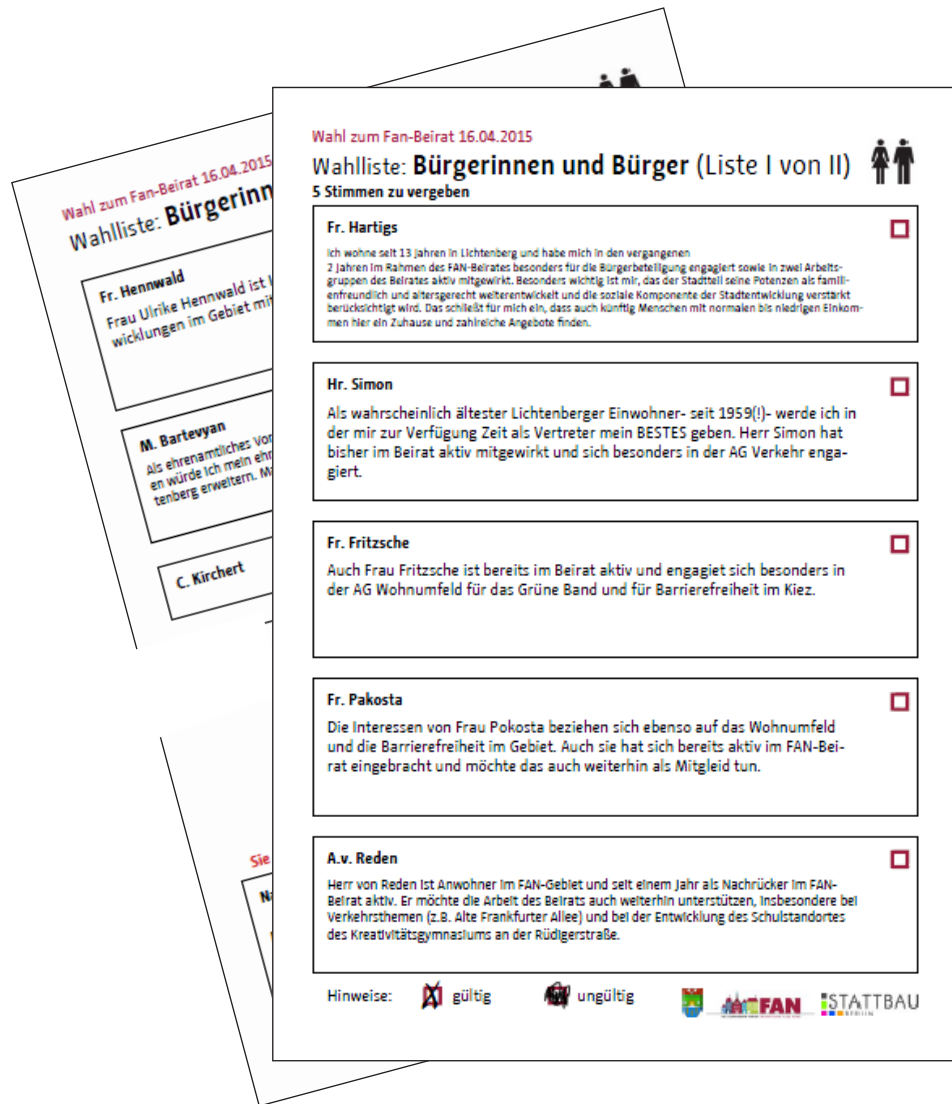 Wahl zum Fan-Beirat 16.04.2015
Wahlliste: Bürgerinnen und Bürger (Liste I von II)
5 Stimmen zu vergeben
Fr. Hartigs
Ich wohne seit 13 Jahren in Lichtenberg und habe mich in den vergangenen
2 Jahren im Rahmen des FAN-Beirates besonders für die Bürgerbeteiligung engagiert sowie in zwei Arbeits-
gruppen des Beirates aktiv mitgewirkt. Besonders wichtig ist mir, das der Stadtteil seine Potenzen als famili-
enfreundlich und altersgerecht weiterentwickelt und die soziale Komponente der Stadtentwicklung verstärkt
berücksichtigt wird. Das schließt für mich ein, dass auch künftig Menschen mit normalen bis niedrigen Einkom-
men hier ein Zuhause und zahlreiche Angebote finden.
Hr. Simon
Als wahrscheinlich ältester Lichtenberger Einwohner- seit 1959(!)- werde ich in
der mir zur Verfügung Zeit als Vertreter mein BESTES geben. Herr Simon hat
bisher im Beirat aktiv mitgewirkt und sich besonders in der AG Verkehr enga-
giert.
Fr. Fritzsche
Auch Frau Fritzsche ist bereits im Beirat aktiv und engagiet sich besonders in
der AG Wohnumfeld für das Grüne Band und für Barrierefreiheit im Kiez.
Fr. Pakosta
Die Interessen von Frau Pokosta beziehen sich ebenso auf das Wohnumfeld
und die Barrierefreiheit im Gebiet. Auch sie hat sich bereits aktiv im FAN-Bei-
rat eingebracht und möchte das auch weiterhin als Mitgleid tun.
A.v. Reden
Herr von Reden ist Anwohner im FAN-Gebiet und seit einem Jahr als Nachrücker im FAN-
Beirat aktiv. Er möchte die Arbeit des Beirats auch weiterhin unterstützen, insbesondere bei
Verkehrsthemen (z.B. Alte Frankfurter Allee) und bei der Entwicklung des Schulstandortes
des Kreativitätsgymnasiums an der Rüdigerstraße.
Hinweise: gültig ungültig
FAN
STATTBAU
BERLIN
Wahl zum Fan-Beirat 16.04.2015
Wahlliste: Bürgerinn
Fr. Hennwald
Frau Ulrike Hennwald ist
wicklungen im Gebiet mit
M. Bartevyan
Als ehrenamtliches Vor
en würde ich mein ehr
tenberg erweitern. Ma
C. Kirchert
Sie
Na